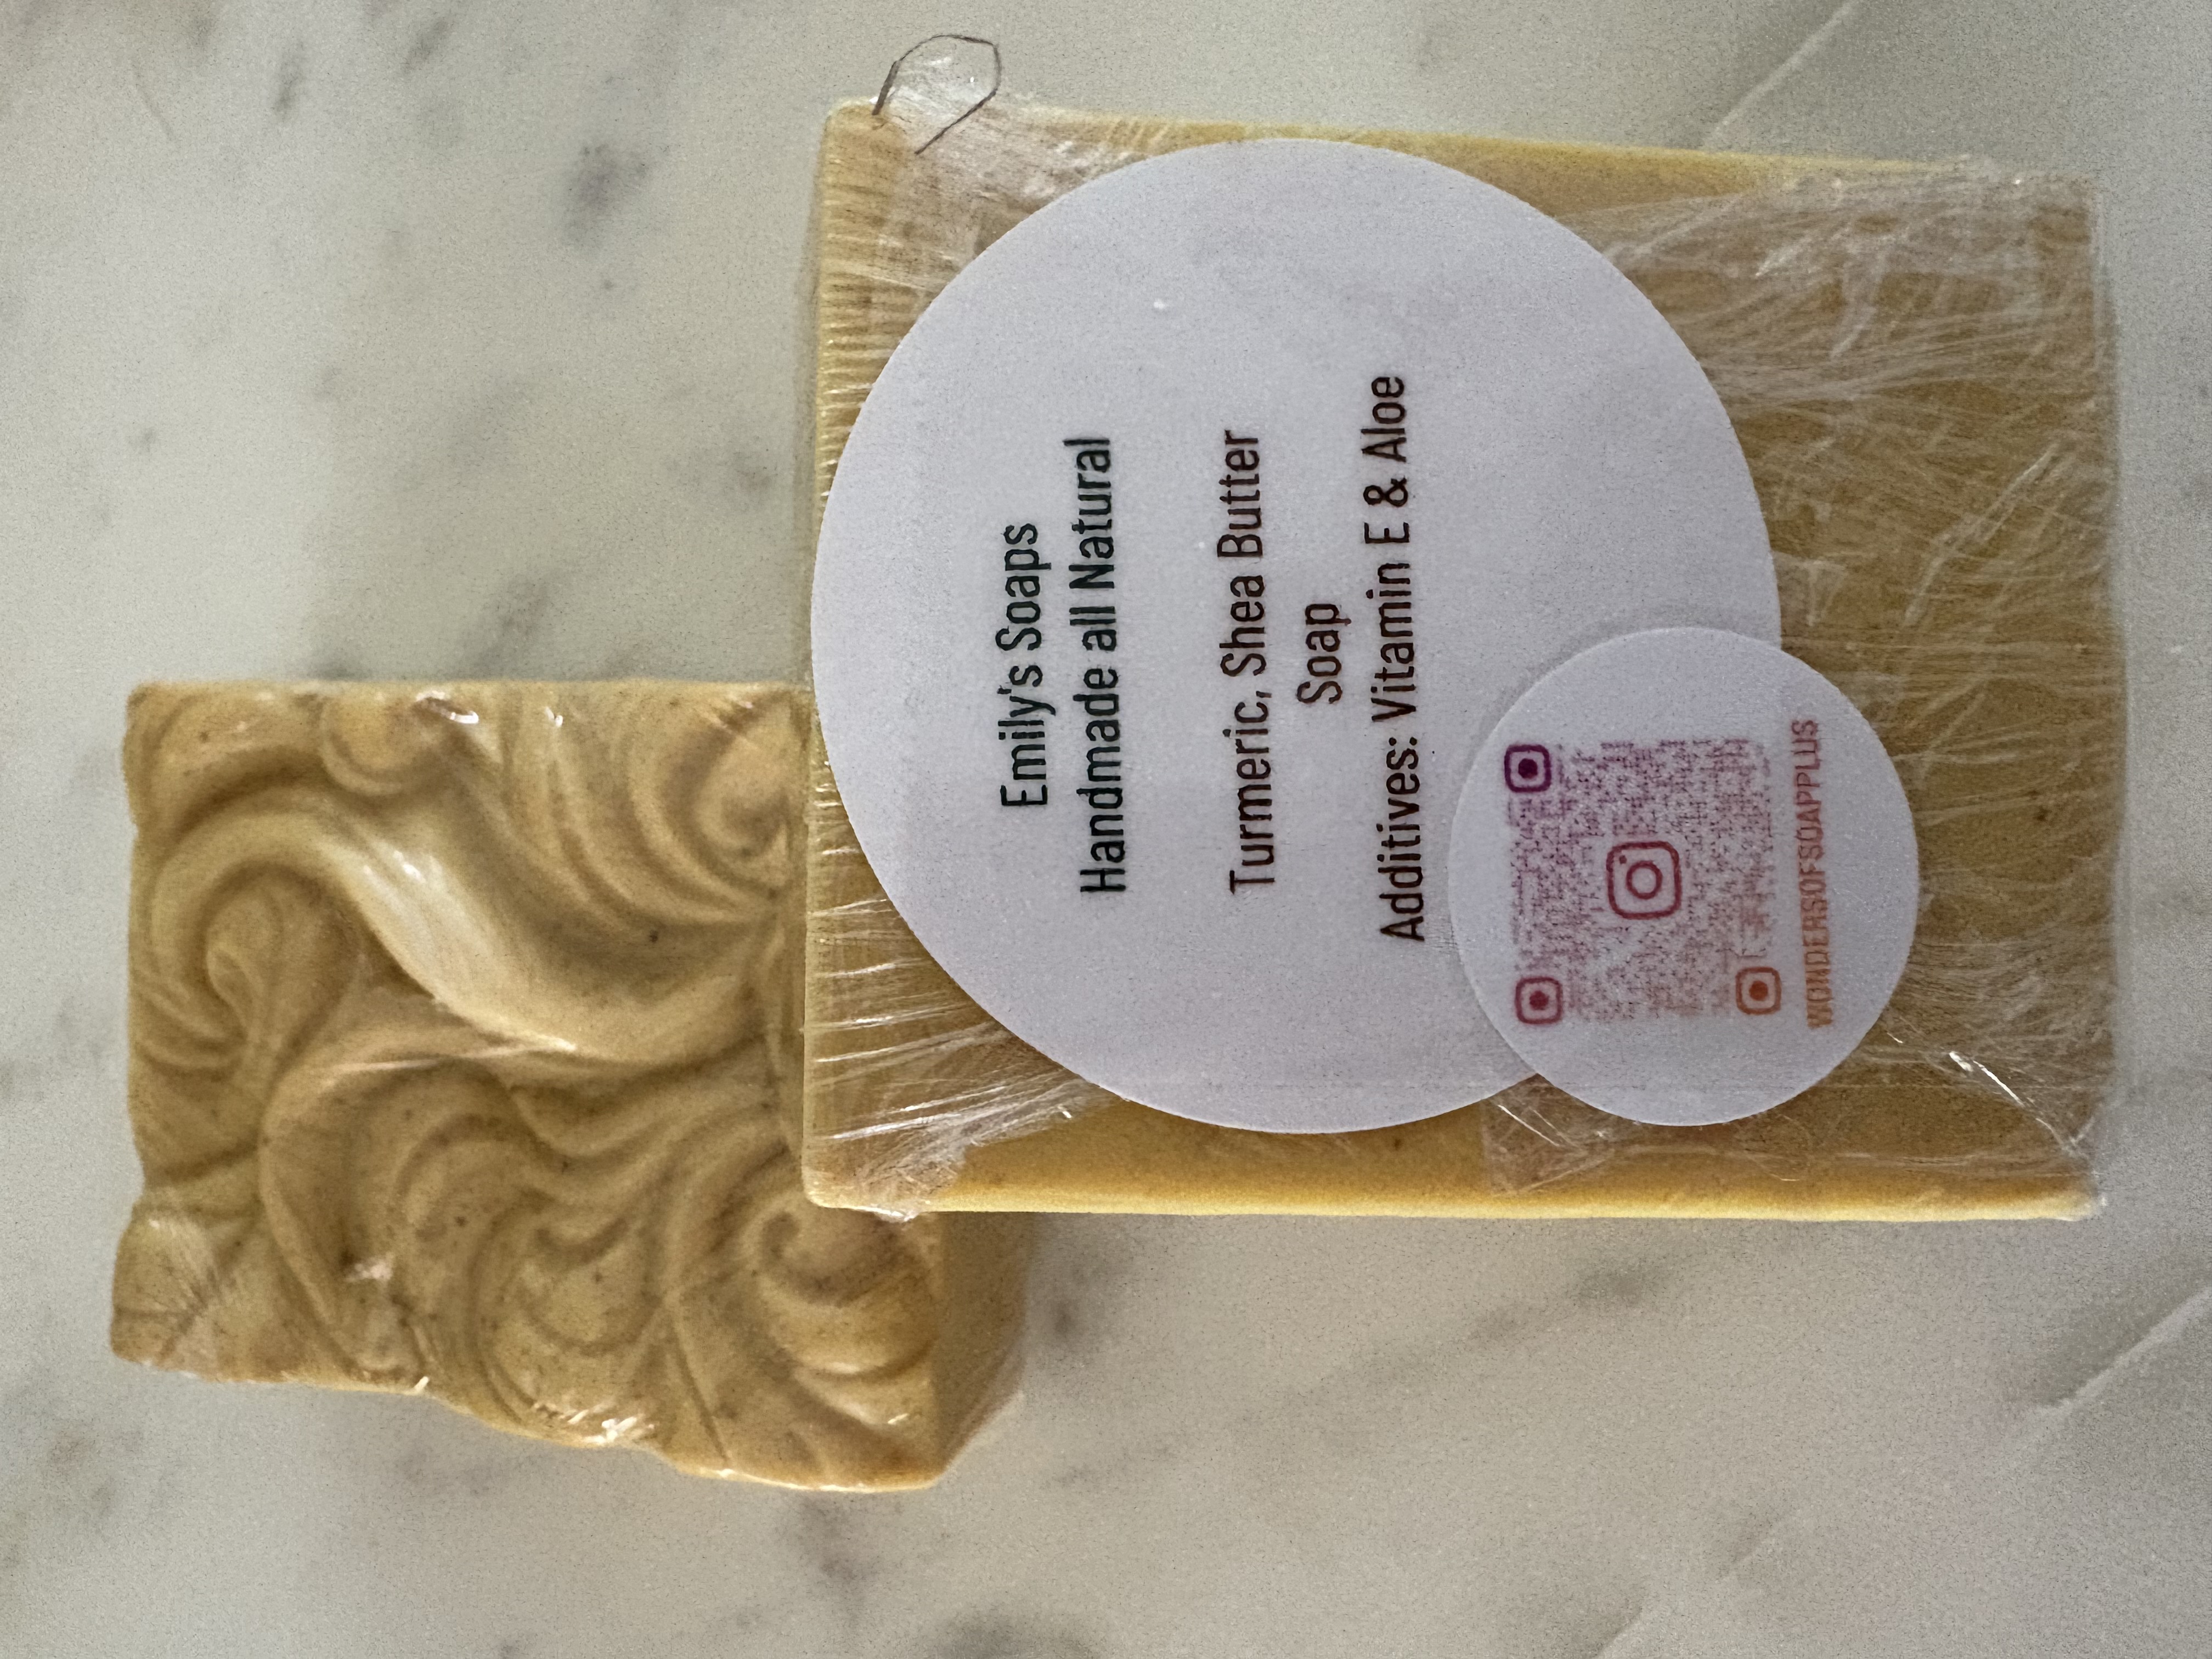 Emily's Soaps
Handmade all Natural
Turmeric, Shea Butter
Soap
Additives: Vitamin E & Aloe
WONDERSOFSOAPPLUS